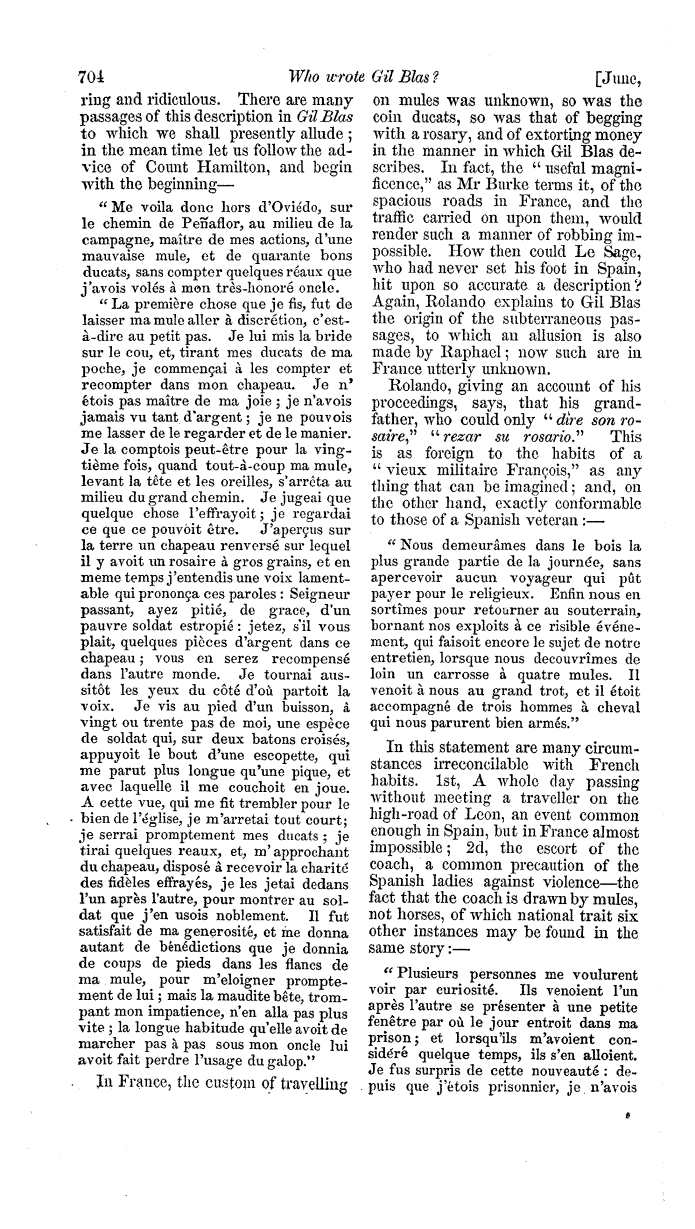 704 Who wrote Gil Blas? [June,
ring and ridiculous. There are many
passages of this description in Gil Blas
to which we shall presently allude;
in the mean time let us follow the ad-
vice of Count Hamilton, and begin
with the beginning—
“Me voila donc hors d'Oviédo, sur
le chemin de Peñaflor, au milieu de la
campagne, maître de mes actions, d'une
mauvaise mule, et de quarante bons
ducats, sans compter quelques réaux que
j'avois volés à mon très-honoré oncle.
“La première chose que je fis, fut de
laisser ma mule aller à discrétion, c'est-
à-dire au petit pas. Je lui mis la bride
sur le cou, et, tirant mes ducats de ma
poche, je commençai à les compter et
recompter dans mon chapeau. Je n'
étois pas maître de ma joie; je n'avois
jamais vu tant d'argent; je ne pouvois
me lasser de le regarder et de le manier.
Je la comptois peut-être pour la ving-
tième fois, quand tout-à-coup ma mule,
levant la tête et les oreilles, s'arrêta au
milieu du grand chemin. Je jugeai que
quelque chose l'effrayoit; je regardai
ce que ce pouvoit être. J'aperçus sur
la terre un chapeau renversé sur lequel
il y avoit un rosaire à gros grains, et en
meme temps j'entendis une voix lament-
able qui prononça ces paroles: Seigneur
passant, ayez pitié, de grace, d'un
pauvre soldat estropié: jetez, s'il vous
plait, quelques pièces d'argent dans ce
chapeau; vous en serez recompensé
dans l'autre monde. Je tournai aus-
sitôt les yeux du côté d'où partoit la
voix. Je vis au pied d'un buisson, à
vingt ou trente pas de moi, une espèce
de soldat qui, sur deux batons croisés,
appuyoit le bout d'une escopette, qui
me parut plus longue qu'une pique, et
avec laquelle il me couchoit en joue.
A cette vue, qui me fit trembler pour le
bien de l'église, je m'arretai tout court;
je serrai promptement mes ducats; je
tirai quelques reaux, et, m'approchant
du chapeau, disposé à recevoir la charité
des fidèles effrayés, je les jetai dedans
l'un après l'autre, pour montrer au sol-
dat que j'en usois noblement. Il fut
satisfait de ma generosité, et me donna
autant de bénédictions que je donnia
de coups de pieds dans les flancs de
ma mule, pour m'eloigner prompte-
ment de lui; mais la maudite bête, trom-
pant mon impatience, n'en alla pas plus
vite; la longue habitude qu'elle avoit de
marcher pas à pas sous mon oncle lui
avoit fait perdre l'usage du galop.”
In France, the custom of travelling
on mules was unknown, so was the
coin ducats, so was that of begging
with a rosary, and of extorting money
in the manner in which Gil Blas de-
scribes. In fact, the “useful magni-
ficence,” as Mr Burke terms it, of the
spacious roads in France, and the
traffic carried on upon them, would
render such a manner of robbing im-
possible. How then could Le Sage,
who had never set his foot in Spain,
hit upon so accurate a description?
Again, Rolando explains to Gil Blas
the origin of the subterraneous pas-
sages, to which an allusion is also
made by Raphael; now such are in
France utterly unknown.
Rolando, giving an account of his
proceedings, says, that his grand-
father, who could only “dire son ro-
saire,” “rezar su rosario.” This
is as foreign to the habits of a
“vieux militaire François,” as any
thing that can be imagined; and, on
the other hand, exactly conformable
to those of a Spanish veteran:—
“Nous demeurâmes dans le bois la
plus grande partie de la journée, sans
apercevoir aucun voyageur qui pût
payer pour le religieux. Enfin nous en
sortîmes pour retourner au souterrain,
bornant nos exploits à ce risible événe-
ment, qui faisoit encore le sujet de notre
entretien, lorsque nous decouvrîmes de
loin un carrosse à quatre mules. Il
venoit à nous au grand trot, et il étoit
accompagné de trois hommes à cheval
qui nous parurent bien armés.”
In this statement are many circum-
stances irreconcilable with French
habits. 1st, A whole day passing
without meeting a traveller on the
high-road of Leon, an event common
enough in Spain, but in France almost
impossible; 2d, the escort of the
coach, a common precaution of the
Spanish ladies against violence—the
fact that the coach is drawn by mules,
not horses, of which national trait six
other instances may be found in the
same story:—
“Plusieurs personnes me voulurent
voir par curiosité. Ils venoient l'un
après l'autre se présenter à une petite
fenêtre par où le jour entroit dans ma
prison; et lorsqu'ils m'avoient con-
sidéré quelque temps, ils s'en alloient.
Je fus surpris de cette nouveauté: de-
puis que j'étois prisonnier, je n'avois